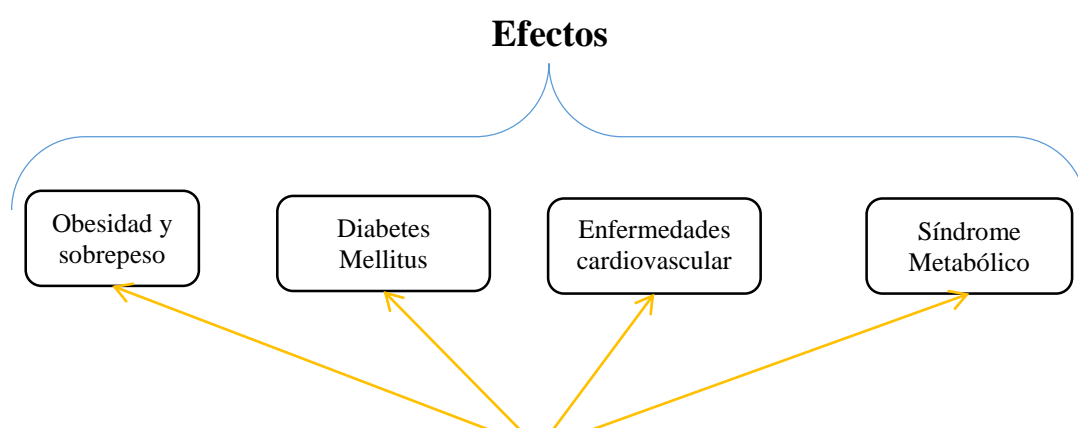 Efectos
Obesidad y
sobrepeso
Diabetes
Mellitus
Enfermedades
cardiovascular
Síndrome
Metabólico